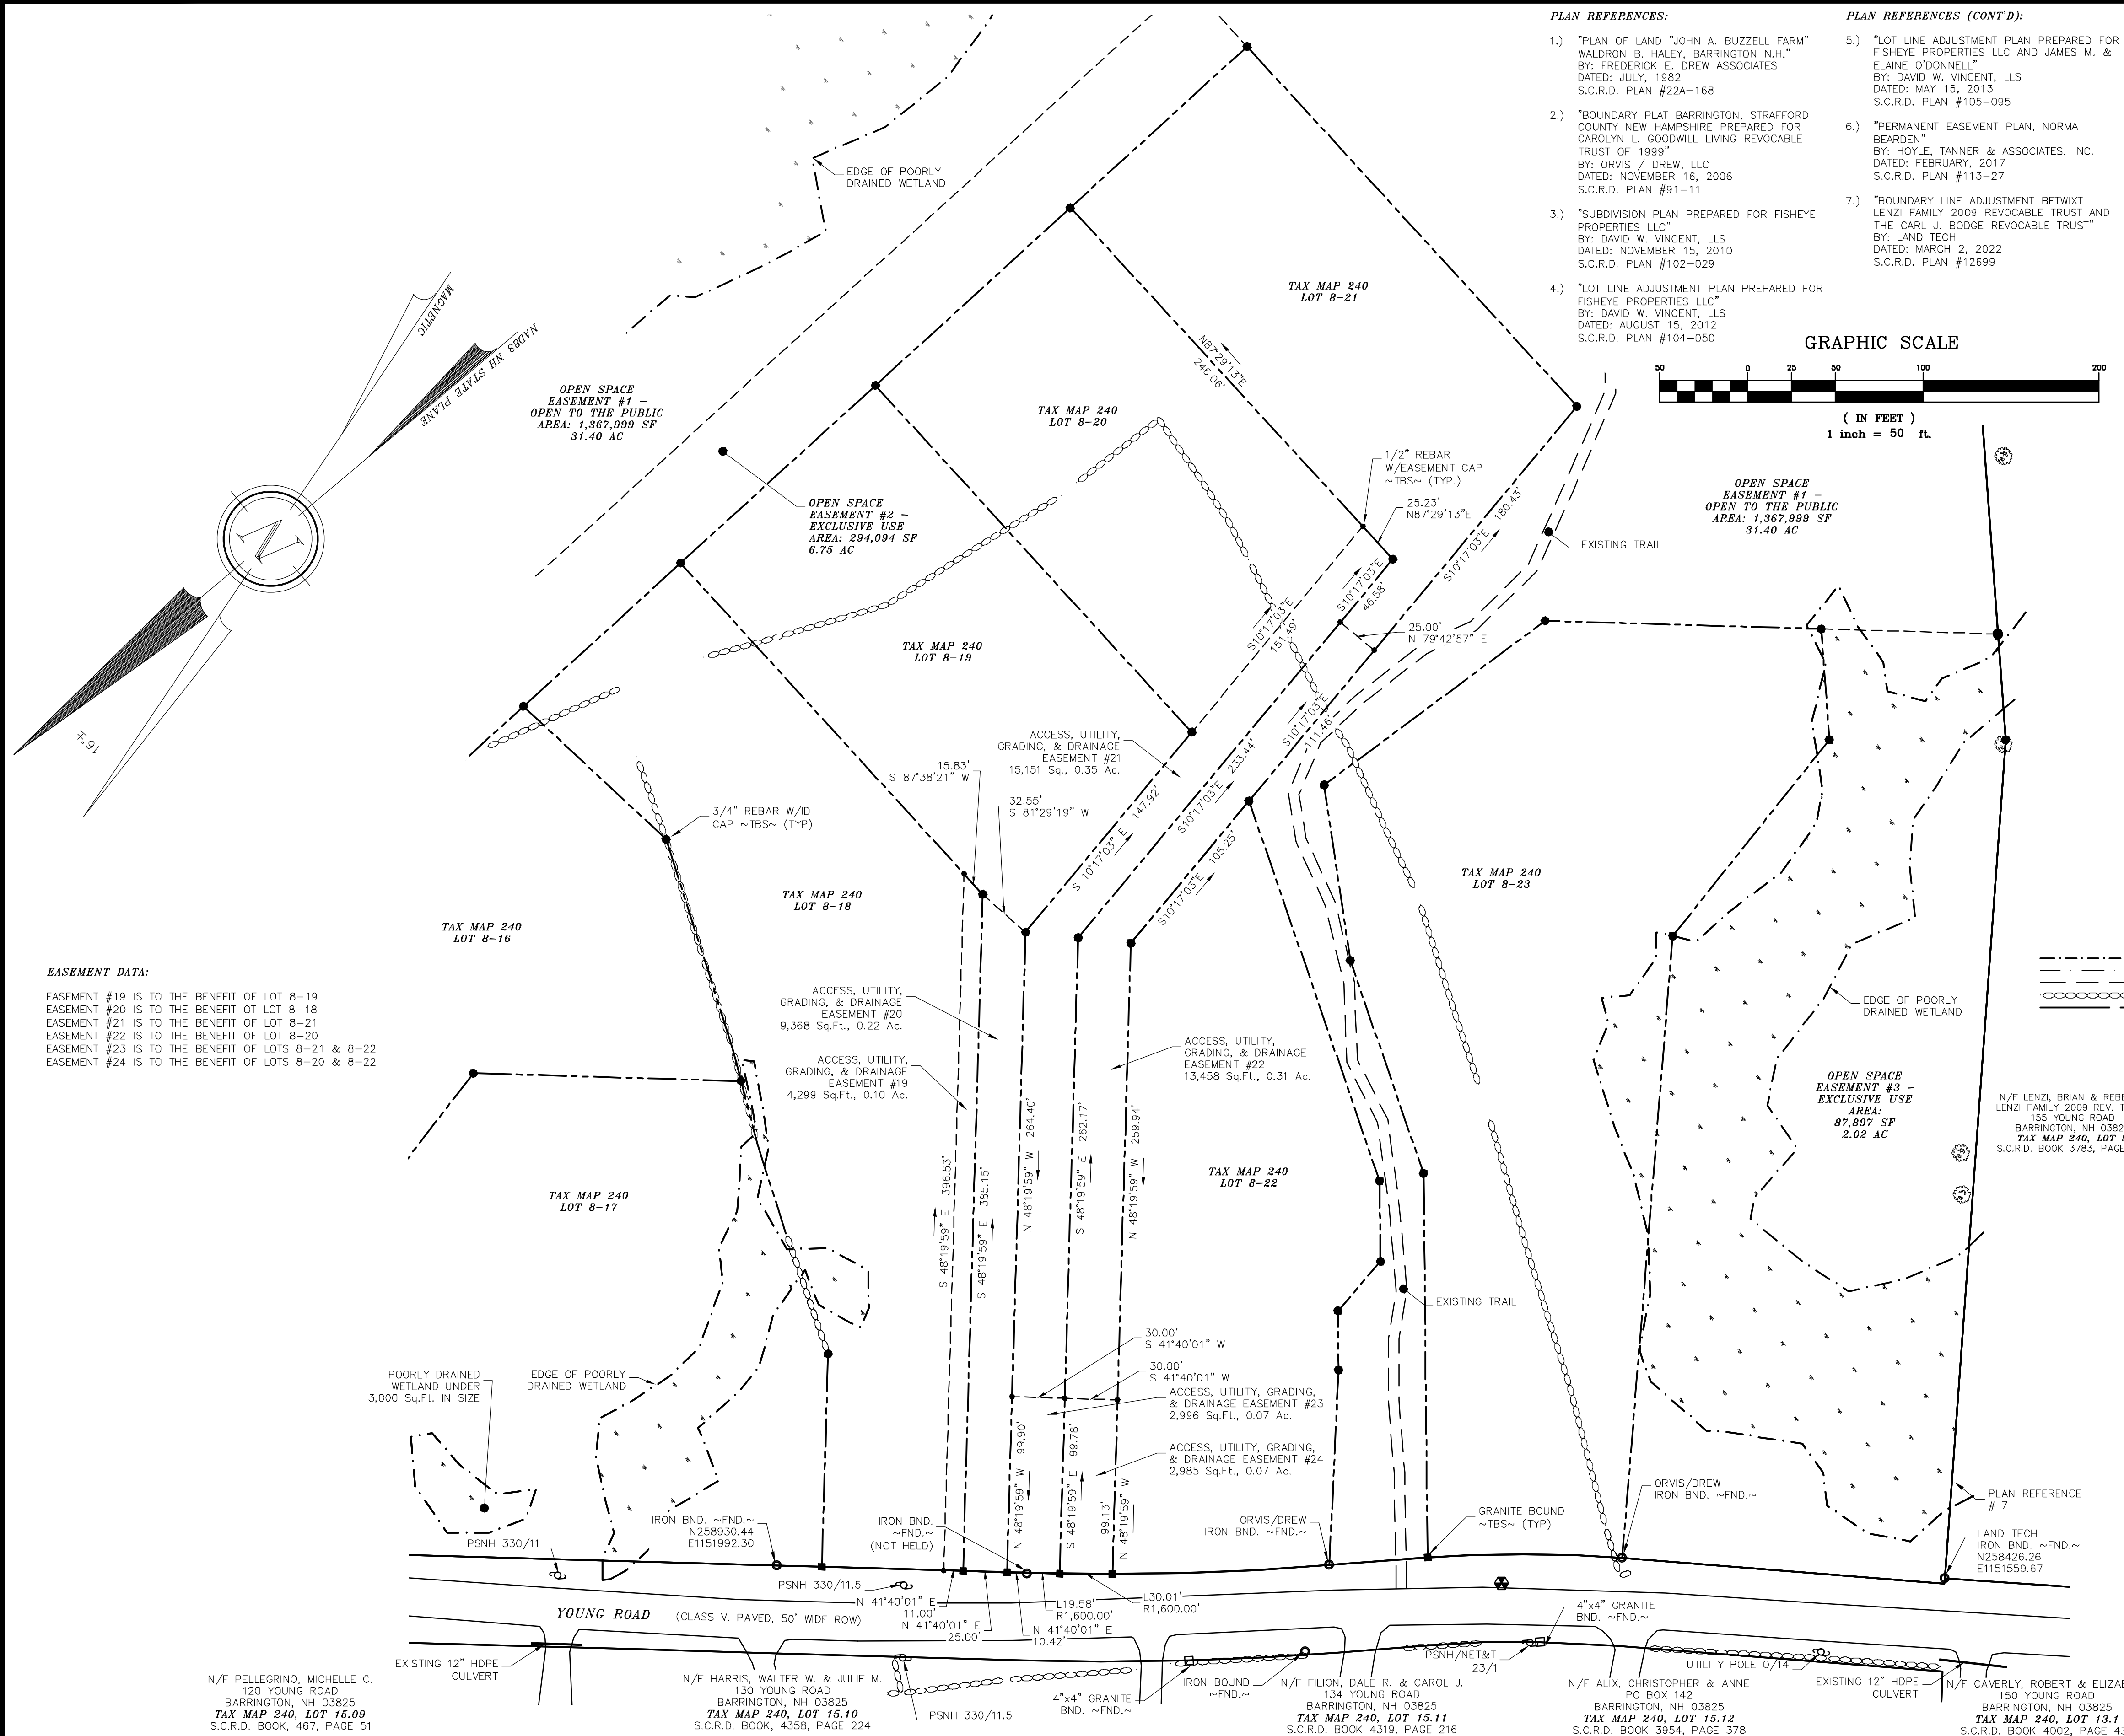 PLAN REFERENCES:
1.) "PLAN OF LAND "JOHN A. BUZZELL FARM"
WALDRON B. HALEY, BARRINGTON N.H."
BY: FREDERICK E. DREW ASSOCIATES
DATED: JULY, 1982
S.C.R.D. PLAN #22A-168
2.) "BOUNDARY PLAT BARRINGTON, STRAFFORD
COUNTY NEW HAMPSHIRE PREPARED FOR
CAROLYN L. GOODWILL LIVING REVOCABLE
TRUST OF 1999"
BY: ORVIS / DREW, LLC
DATED: NOVEMBER 16, 2006
S.C.R.D. PLAN #91-11
3.) "SUBDIVISION PLAN PREPARED FOR FISHEYE
PROPERTIES LLC"
BY: DAVID W. VINCENT, LLS
DATED: NOVEMBER 15, 2010
S.C.R.D. PLAN #102-029
4.) "LOT LINE ADJUSTMENT PLAN PREPARED FOR
FISHEYE PROPERTIES LLC"
BY: DAVID W. VINCENT, LLS
DATED: AUGUST 15, 2012
S.C.R.D. PLAN #104-050
PLAN REFERENCES (CONT'D):
5.) "LOT LINE ADJUSTMENT PLAN PREPARED FOR
FISHEYE PROPERTIES LLC AND JAMES M. &
ELAINE O'DONNELL"
BY: DAVID W. VINCENT, LLS
DATED: MAY 15, 2013
S.C.R.D. PLAN #105-095
6.) "PERMANENT EASEMENT PLAN, NORMA
BEARDEN"
BY: HOYLE, TANNER & ASSOCIATES, INC.
DATED: FEBRUARY, 2017
S.C.R.D. PLAN #113-27
7.) "BOUNDARY LINE ADJUSTMENT BETWIXT
LENZI FAMILY 2009 REVOCABLE TRUST AND
THE CARL J. BODGE REVOCABLE TRUST"
BY: LAND TECH
DATED: MARCH 2, 2022
S.C.R.D. PLAN #12699
GRAPHIC SCALE
50 0 25 50 100 200
( IN FEET )
1 inch = 50 ft.
EDGE OF POORLY
DRAINED WETLAND
MAGNETIC
NAD83 NH STATE PLANE
N
16±
OPEN SPACE
EASEMENT #1 -
OPEN TO THE PUBLIC
AREA: 1,367,999 SF
31.40 AC
TAX MAP 240
LOT 8-21
N87°29'13"E
246.06'
TAX MAP 240
LOT 8-20
1/2" REBAR
W/EASEMENT CAP
~TBS~ (TYP.)
25.23'
N87°29'13"E
OPEN SPACE
EASEMENT #2 -
EXCLUSIVE USE
AREA: 294,094 SF
6.75 AC
OPEN SPACE
EASEMENT #1 -
OPEN TO THE PUBLIC
AREA: 1,367,999 SF
31.40 AC
S10°17'03"E 180.43'
EXISTING TRAIL
S10°17'03"E
46.58'
S10°17'03"E
151.49'
25.00'
N 79°42'57" E
TAX MAP 240
LOT 8-19
S10°17'03"E
111.46'
ACCESS, UTILITY,
GRADING, & DRAINAGE
EASEMENT #21
15,151 Sq., 0.35 Ac.
S10°17'03"E 233.44'
15.83'
S 87°38'21" W
32.55'
S 81°29'19" W
S 10°17'03" E 147.92'
S10°17'03"E 105.25'
3/4" REBAR W/ID
CAP ~TBS~ (TYP)
TAX MAP 240
LOT 8-23
TAX MAP 240
LOT 8-18
TAX MAP 240
LOT 8-16
EASEMENT DATA:
EASEMENT #19 IS TO THE BENEFIT OF LOT 8-19
EASEMENT #20 IS TO THE BENEFIT OT LOT 8-18
EASEMENT #21 IS TO THE BENEFIT OF LOT 8-21
EASEMENT #22 IS TO THE BENEFIT OF LOT 8-20
EASEMENT #23 IS TO THE BENEFIT OF LOTS 8-21 & 8-22
EASEMENT #24 IS TO THE BENEFIT OF LOTS 8-20 & 8-22
ACCESS, UTILITY,
GRADING, & DRAINAGE
EASEMENT #20
9,368 Sq.Ft., 0.22 Ac.
ACCESS, UTILITY,
GRADING, & DRAINAGE
EASEMENT #19
4,299 Sq.Ft., 0.10 Ac.
ACCESS, UTILITY,
GRADING, & DRAINAGE
EASEMENT #22
13,458 Sq.Ft., 0.31 Ac.
EDGE OF POORLY
DRAINED WETLAND
OPEN SPACE
EASEMENT #3 -
EXCLUSIVE USE
AREA:
87,897 SF
2.02 AC
N/F LENZI, BRIAN &
LENZI FAMILY 2009 REV.
155 YOUNG ROAD
BARRINGTON, NH
TAX MAP 240, LOT
S.C.R.D. BOOK 3783,
S 48°19'59" E 396.53'
S 48°19'59" E 385.15'
N 48°19'59" W 264.40'
S 48°19'59" E 262.17'
N 48°19'59" W 259.94'
TAX MAP 240
LOT 8-22
TAX MAP 240
LOT 8-17
EXISTING TRAIL
30.00'
S 41°40'01" W
30.00'
S 41°40'01" W
ACCESS, UTILITY, GRADING,
& DRAINAGE EASEMENT #23
2,996 Sq.Ft., 0.07 Ac.
ACCESS, UTILITY, GRADING,
& DRAINAGE EASEMENT #24
2,985 Sq.Ft., 0.07 Ac.
POORLY DRAINED
WETLAND UNDER
3,000 Sq.Ft. IN SIZE
EDGE OF POORLY
DRAINED WETLAND
N 48°19'59" W 99.90'
S 48°19'59" E 99.78'
99.13'
N 48°19'59" W
IRON BND. ~FND.~
N258930.44
E1151992.30
IRON BND.
~FND.~
(NOT HELD)
ORVIS/DREW
IRON BND. ~FND.~
GRANITE BOUND
~TBS~ (TYP)
ORVIS/DREW
IRON BND. ~FND.~
PLAN REFERENCE
# 7
LAND TECH
IRON BND. ~FND.~
N258426.26
E1151559.67
PSNH 330/11
PSNH 330/11.5
N 41°40'01" E
11.00'
N 41°40'01" E
25.00'
N 41°40'01" E
10.42'
L19.58'
R1,600.00'
L30.01'
R1,600.00'
YOUNG ROAD (CLASS V. PAVED, 50' WIDE ROW)
4"x4" GRANITE
BND. ~FND.~
EXISTING 12" HDPE
CULVERT
PSNH 330/11.5
4"x4" GRANITE
BND. ~FND.~
IRON BOUND
~FND.~
PSNH/NET&T
23/1
UTILITY POLE 0/14
EXISTING 12" HDPE
CULVERT
N/F PELLEGRINO, MICHELLE C.
120 YOUNG ROAD
BARRINGTON, NH 03825
TAX MAP 240, LOT 15.09
S.C.R.D. BOOK, 467, PAGE 51
N/F HARRIS, WALTER W. & JULIE M.
130 YOUNG ROAD
BARRINGTON, NH 03825
TAX MAP 240, LOT 15.10
S.C.R.D. BOOK, 4358, PAGE 224
N/F FILION, DALE R. & CAROL J.
134 YOUNG ROAD
BARRINGTON, NH 03825
TAX MAP 240, LOT 15.11
S.C.R.D. BOOK 4319, PAGE 216
N/F ALIX, CHRISTOPHER & ANNE
PO BOX 142
BARRINGTON, NH 03825
TAX MAP 240, LOT 15.12
S.C.R.D. BOOK 3954, PAGE 378
N/F CAVERLY, ROBERT &
150 YOUNG ROAD
BARRINGTON, NH 03825
TAX MAP 240, LOT 13.1
S.C.R.D. BOOK 4002, PAGE